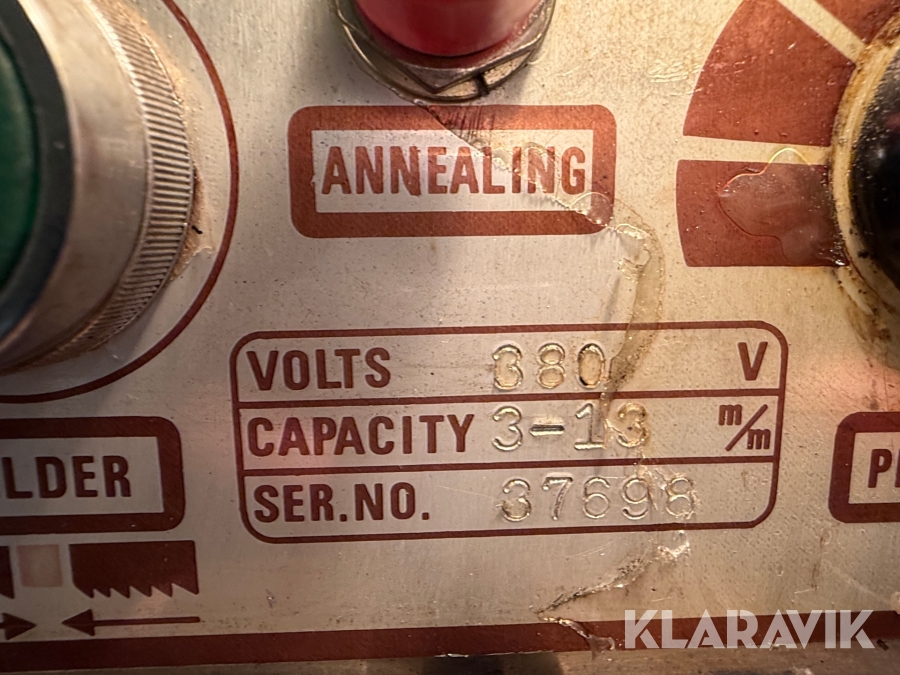 ANNEALING
VOLTS 380 V
CAPACITY 3-13 m/m
SER.NO. 37698
LDER
P
KLARAVIK